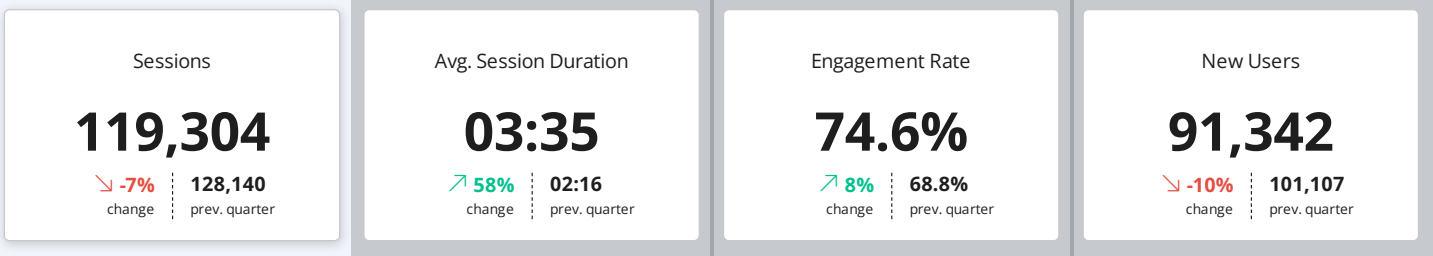 Sessions
119,304
-7%
change
128,140
prev. quarter
Avg. Session Duration
03:35
58%
change
02:16
prev. quarter
Engagement Rate
74.6%
8%
change
68.8%
prev. quarter
New Users
91,342
-10%
change
101,107
prev. quarter